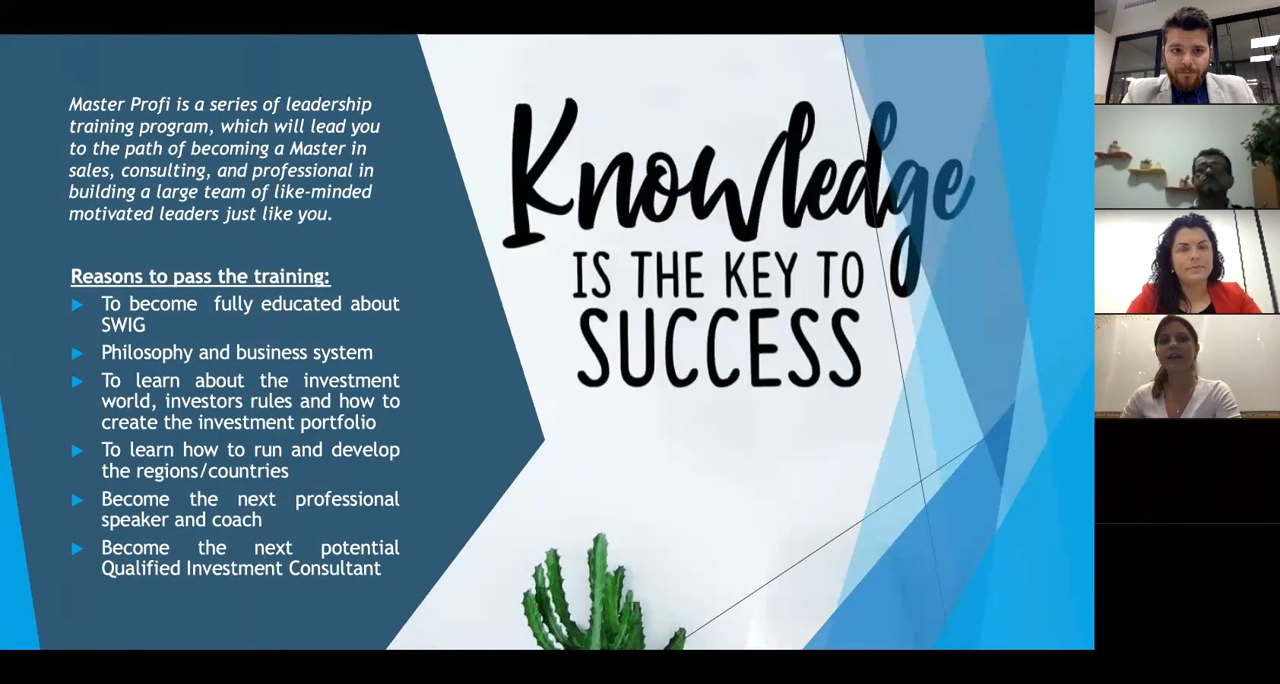 Master Profi is a series of leadership
training program, which will lead you
to the path of becoming a Master in
sales, consulting, and professional in
building a large team of like-minded
motivated leaders just like you.
Reasons to pass the training:
To become fully educated about
SWIG
Philosophy and business system
To learn about the investment
world, investors rules and how to
create the investment portfolio
To learn how to run and develop
the regions/countries
Become the next professional
speaker and coach
Become the next potential
Qualified Investment Consultant
Knowledge
IS THE KEY TO
SUCCESS